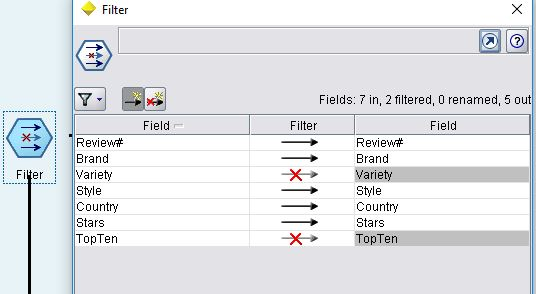 Filter
Fields: 7 in, 2 filtered, 0 renamed, 5 out
Field Filter Field
Review# Review#
Brand Brand
Variety Variety
Style Style
Country Country
Stars Stars
TopTen TopTen
Filter